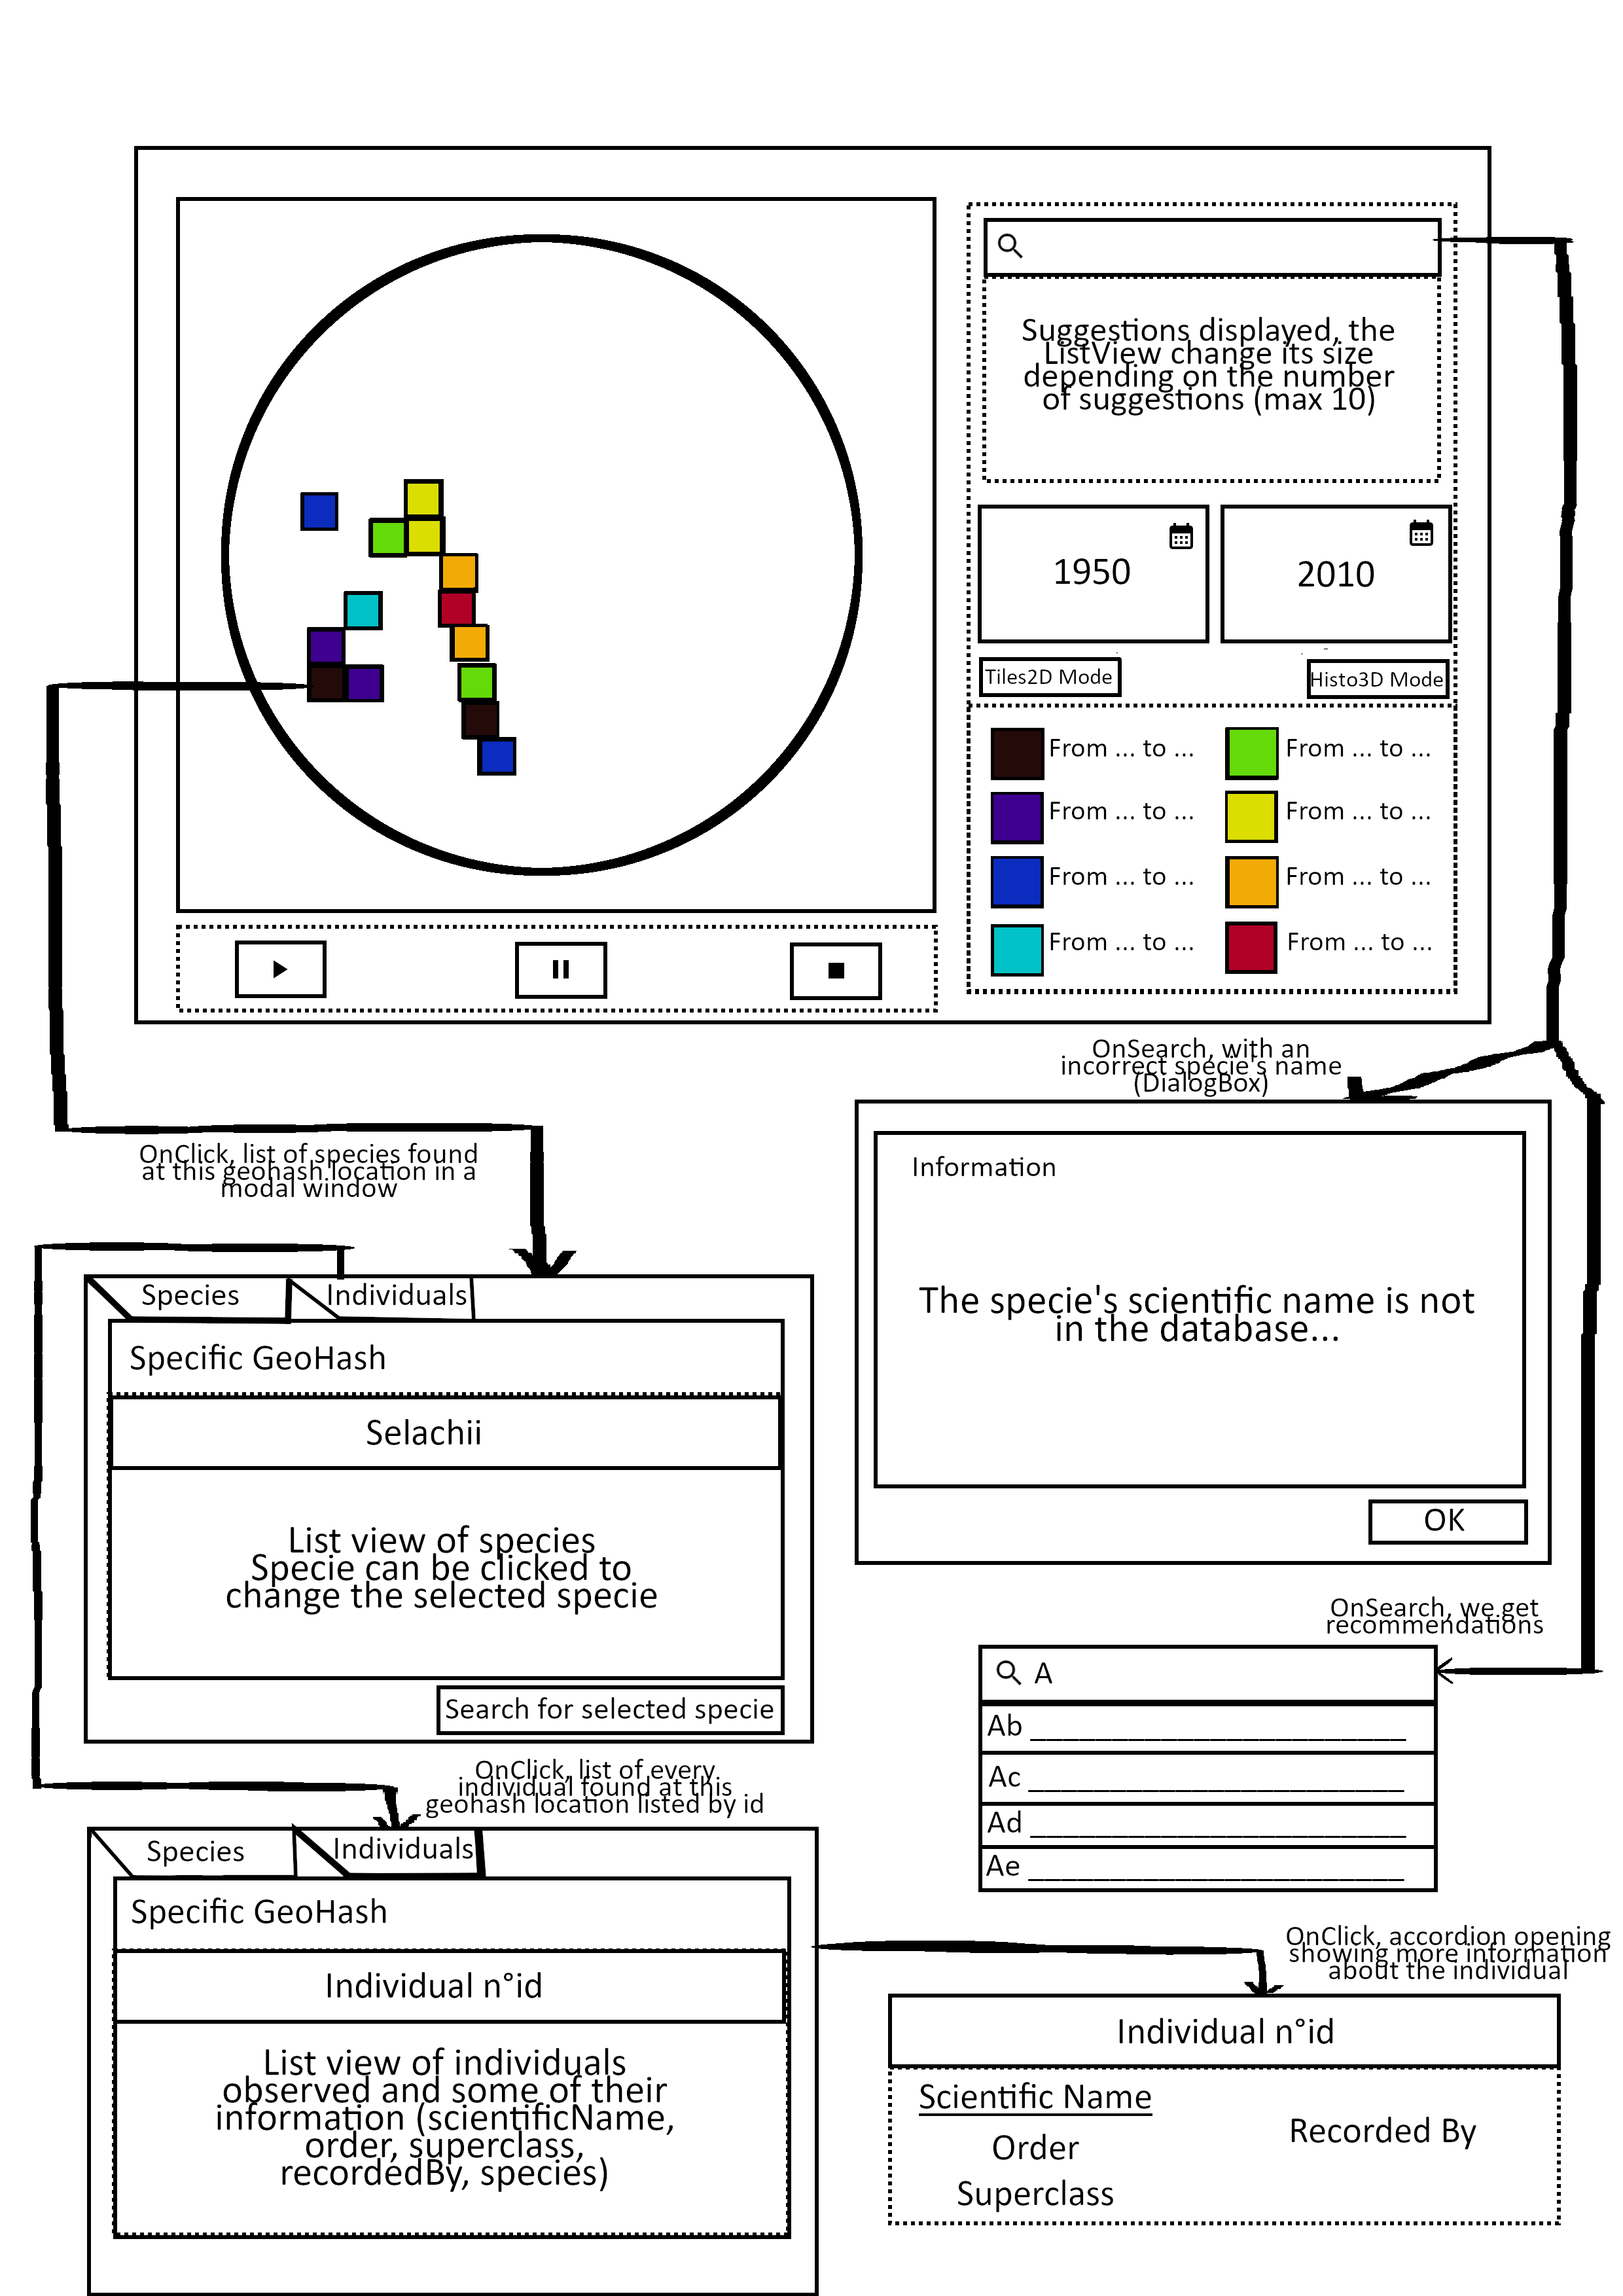 Suggestions displayed, the
ListView change its size
depending on the number
of suggestions (max 10)
1950
2010
Tiles2D Mode
Histo3D Mode
From ... to ...
From ... to ...
From ... to ...
From ... to ...
From ... to ...
From ... to ...
From ... to ...
From ... to ...
OnSearch, with an
incorrect specie's name
(DialogBox)
Information
The specie's scientific name is not
in the database...
OK
OnClick, list of species found
at this geohash location in a
modal window
Species
Individuals
Specific GeoHash
Selachii
List view of species
Specie can be clicked to
change the selected specie
Search for selected specie
OnSearch, we get
recommendations
A
Ab _______________________
Ac _______________________
Ad _______________________
Ae _______________________
OnClick, list of every
individual found at this
geohash location listed by id
Species
Individuals
Specific GeoHash
Individual n°id
List view of individuals
observed and some of their
information (scientificName,
order, superclass,
recordedBy, species)
OnClick, accordion opening
showing more information
about the individual
Individual n°id
Scientific Name
Order
Superclass
Recorded By